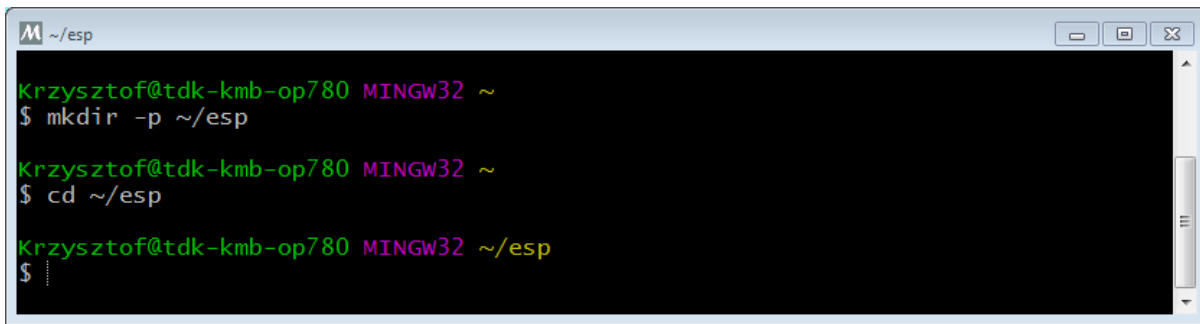 ~/esp
Krzysztof@tdk-kmb-op780 MINGW32 ~
$ mkdir -p ~/esp
Krzysztof@tdk-kmb-op780 MINGW32 ~
$ cd ~/esp
Krzysztof@tdk-kmb-op780 MINGW32 ~/esp
$